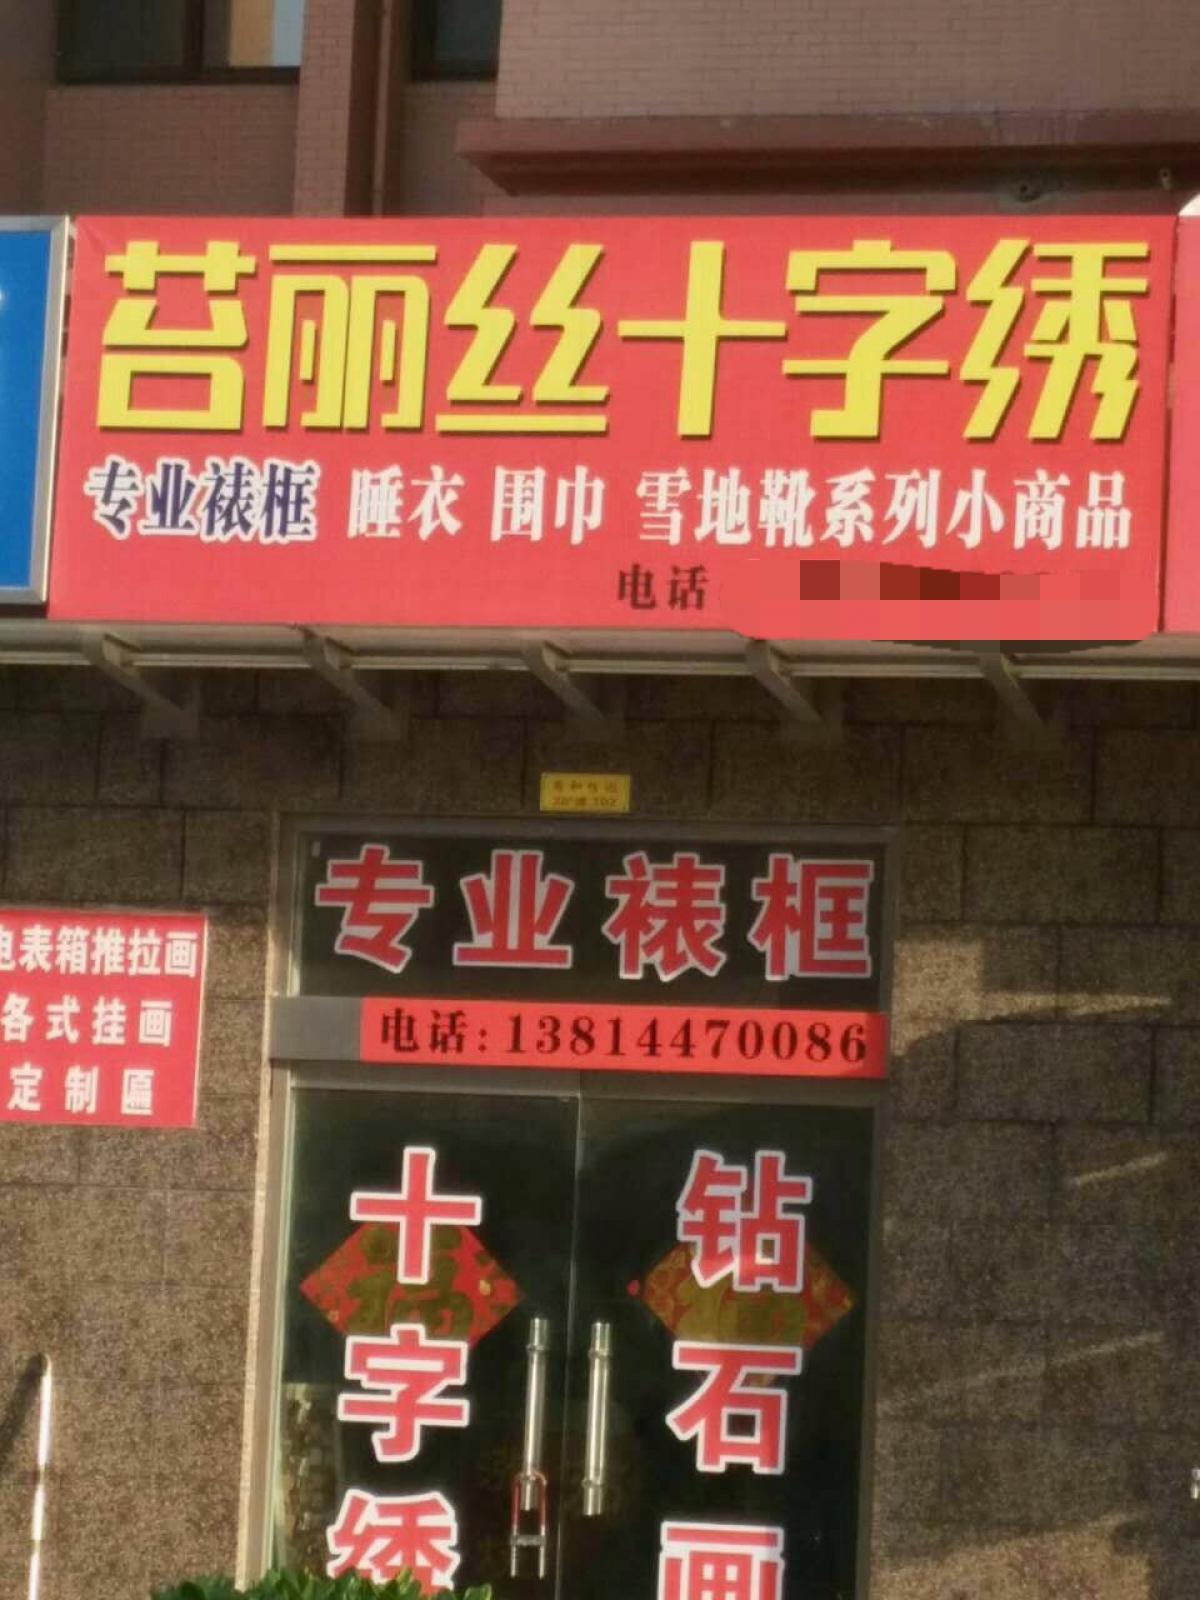 苔丽丝十字绣
专业裱框 睡衣 围巾 雪地靴系列小商品
电话
专业裱框
电话:13814470086
电表箱推拉画
各式挂画
定制匾
十字绣
钻石画
福